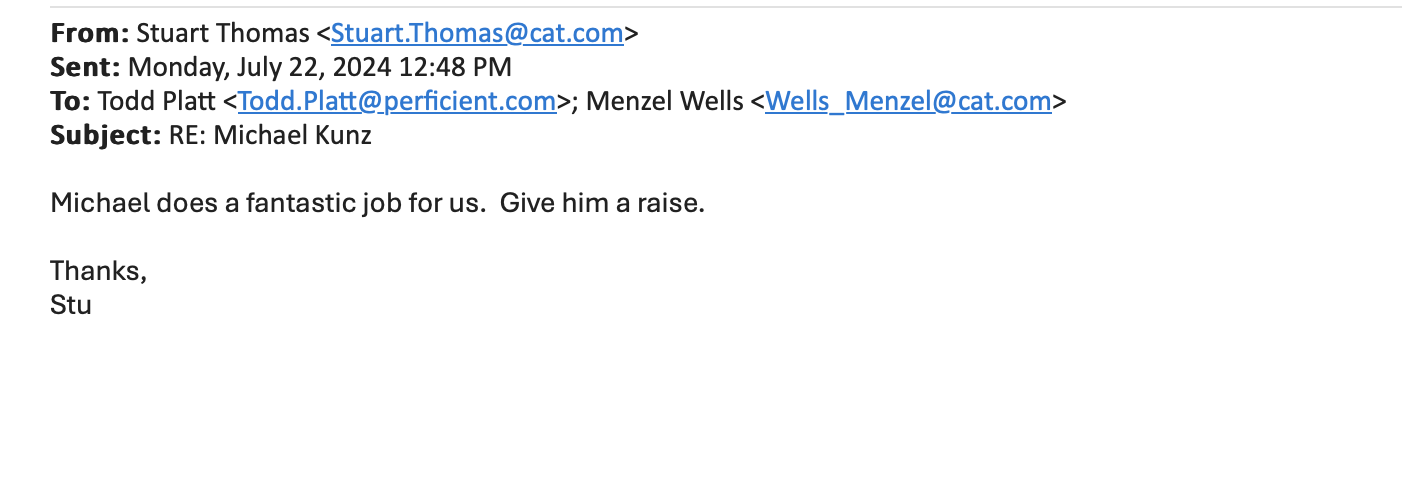 From: Stuart Thomas <Stuart.Thomas@cat.com>
Sent: Monday, July 22, 2024 12:48 PM
To: Todd Platt <Todd.Platt@perficient.com>; Menzel Wells <Wells_Menzel@cat.com>
Subject: RE: Michael Kunz
Michael does a fantastic job for us.  Give him a raise.
Thanks,
Stu